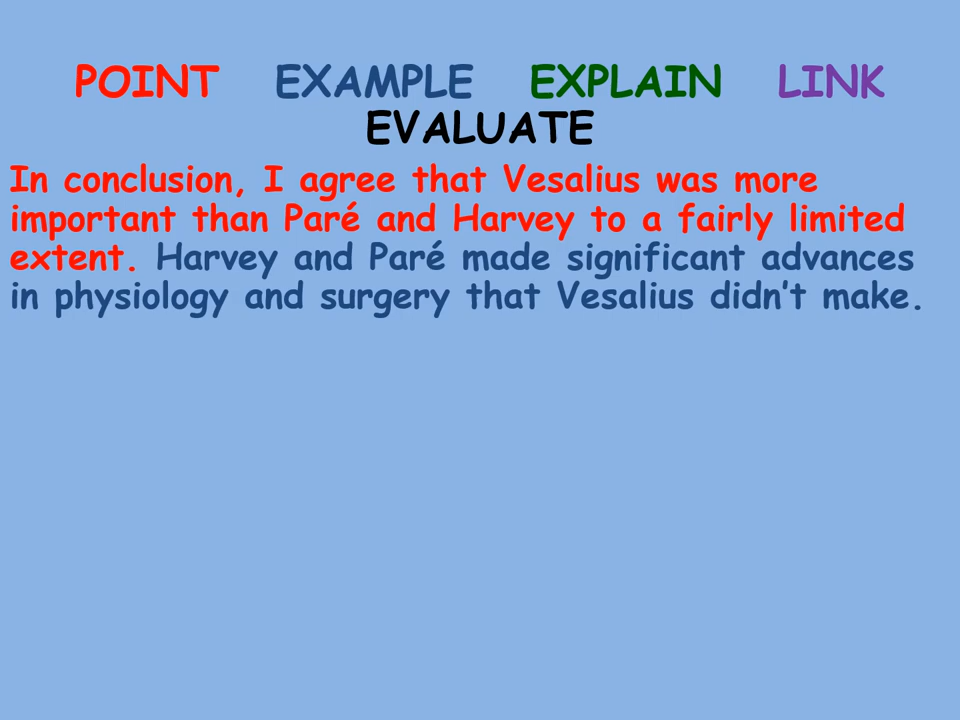 POINT EXAMPLE EXPLAIN LINK
EVALUATE
In conclusion, I agree that Vesalius was more
important than Paré and Harvey to a fairly limited
extent. Harvey and Paré made significant advances
in physiology and surgery that Vesalius didn’t make.